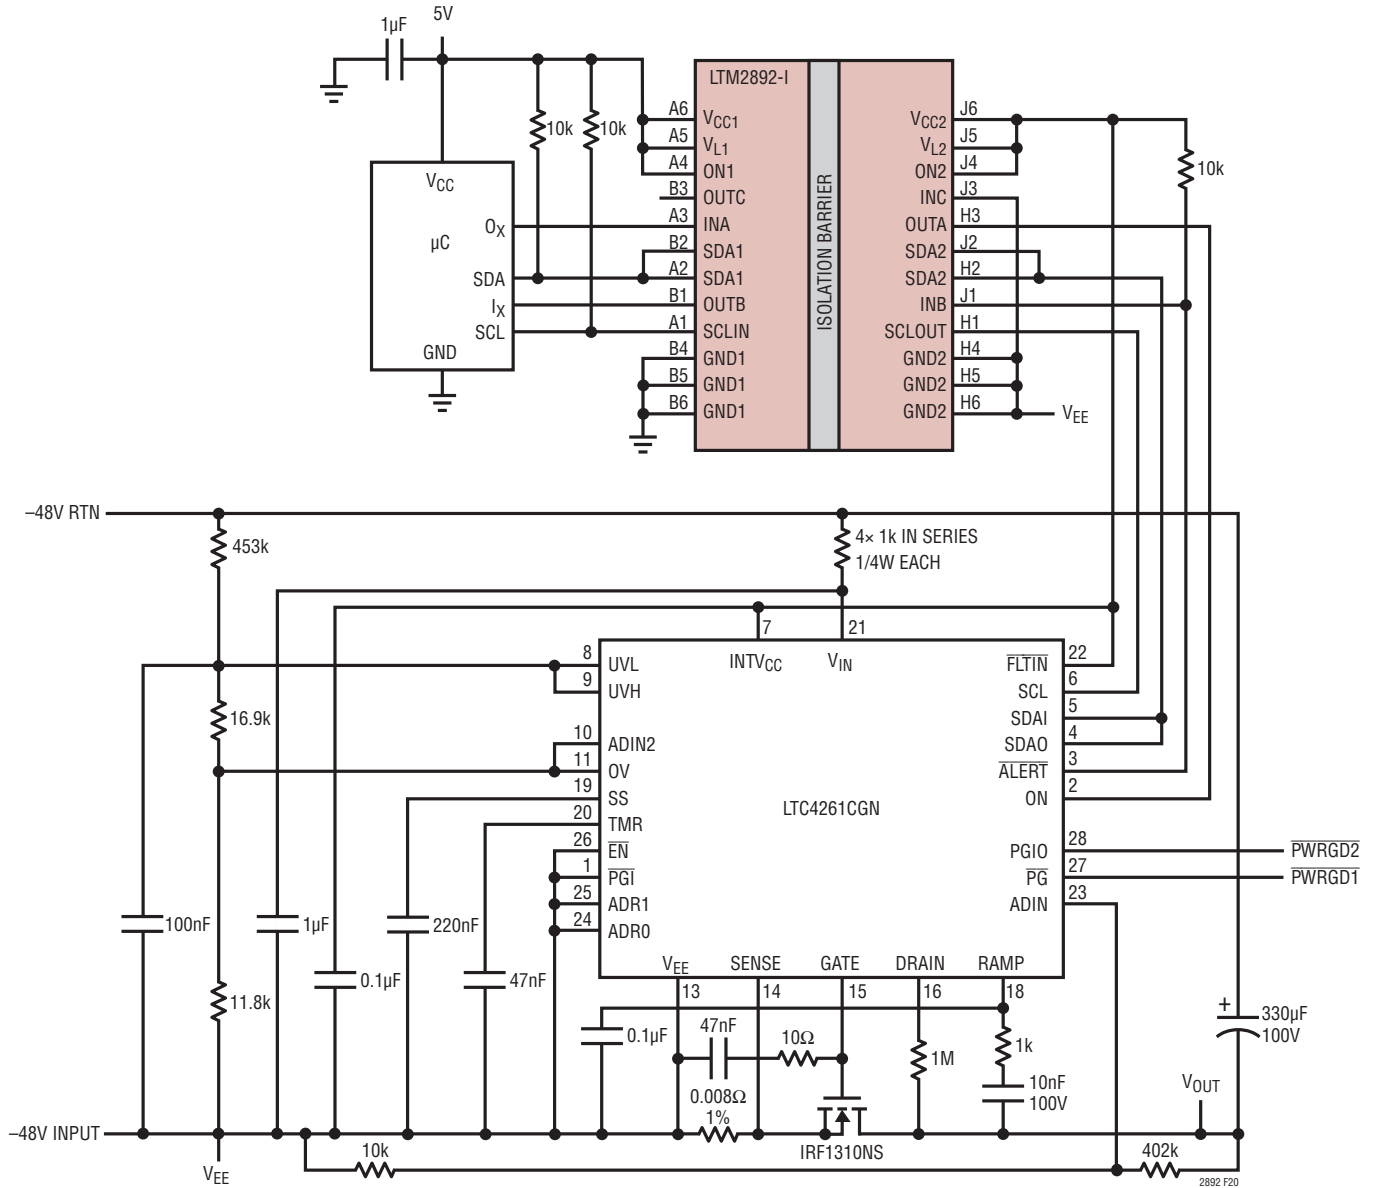 5V
1µF
LTM2892-I
10k
10k
A6
VCC1
A5
VL1
A4
ON1
B3
OUTC
A3
INA
B2
SDA1
A2
SDA1
B1
OUTB
A1
SCLIN
B4
GND1
B5
GND1
B6
GND1
ISOLATION BARRIER
VCC2
J6
VL2
J5
ON2
J4
INC
J3
OUTA
H3
SDA2
J2
SDA2
H2
INB
J1
SCLOUT
H1
GND2
H4
GND2
H5
GND2
H6
VEE
10k
VCC
µC
OX
SDA
IX
SCL
GND
–48V RTN
453k
4× 1k IN SERIES
1/4W EACH
7
21
8
UVL
9
UVH
INTVCC
VIN
FLTIN
22
SCL
6
SDAI
5
SDAO
4
ALERT
3
ON
2
16.9k
10
ADIN2
11
OV
19
SS
20
TMR
26
EN
1
PGI
25
ADR1
24
ADR0
LTC4261CGN
PGIO
28
PWRGD2
PG
27
PWRGD1
ADIN
23
100nF
1µF
220nF
0.1µF
47nF
11.8k
VEE
SENSE
GATE
DRAIN
RAMP
13
14
15
16
18
0.1µF
47nF
10Ω
1M
1k
10nF
100V
0.008Ω
1%
+
330µF
100V
VOUT
–48V INPUT
IRF1310NS
VEE
10k
402k
2892 F20